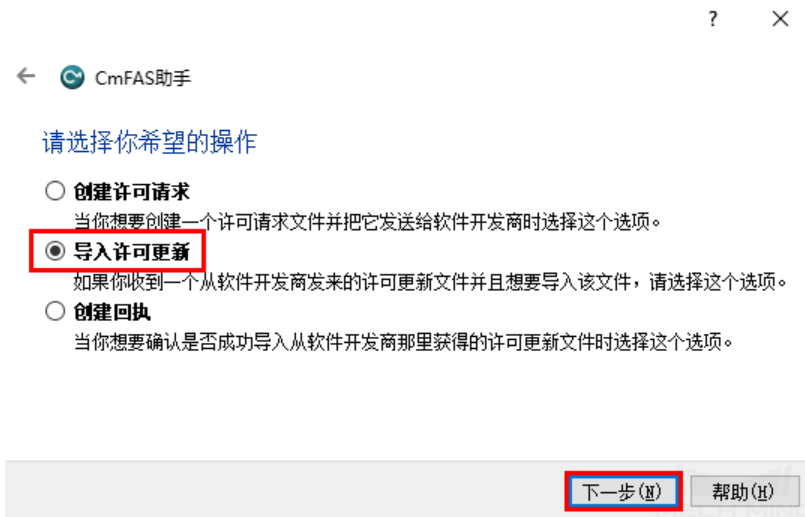 ?
CmFAS助手
请选择你希望的操作
创建许可请求
当你想要创建一个许可请求文件并把它发送给软件开发商时选择这个选项。
导入许可更新
如果你收到一个从软件开发商发来的许可更新文件并且想要导入该文件，请选择这个选项。
创建回执
当你想要确认是否成功导入从软件开发商那里获得的许可更新文件时选择这个选项。
下一步(N) 帮助(H)